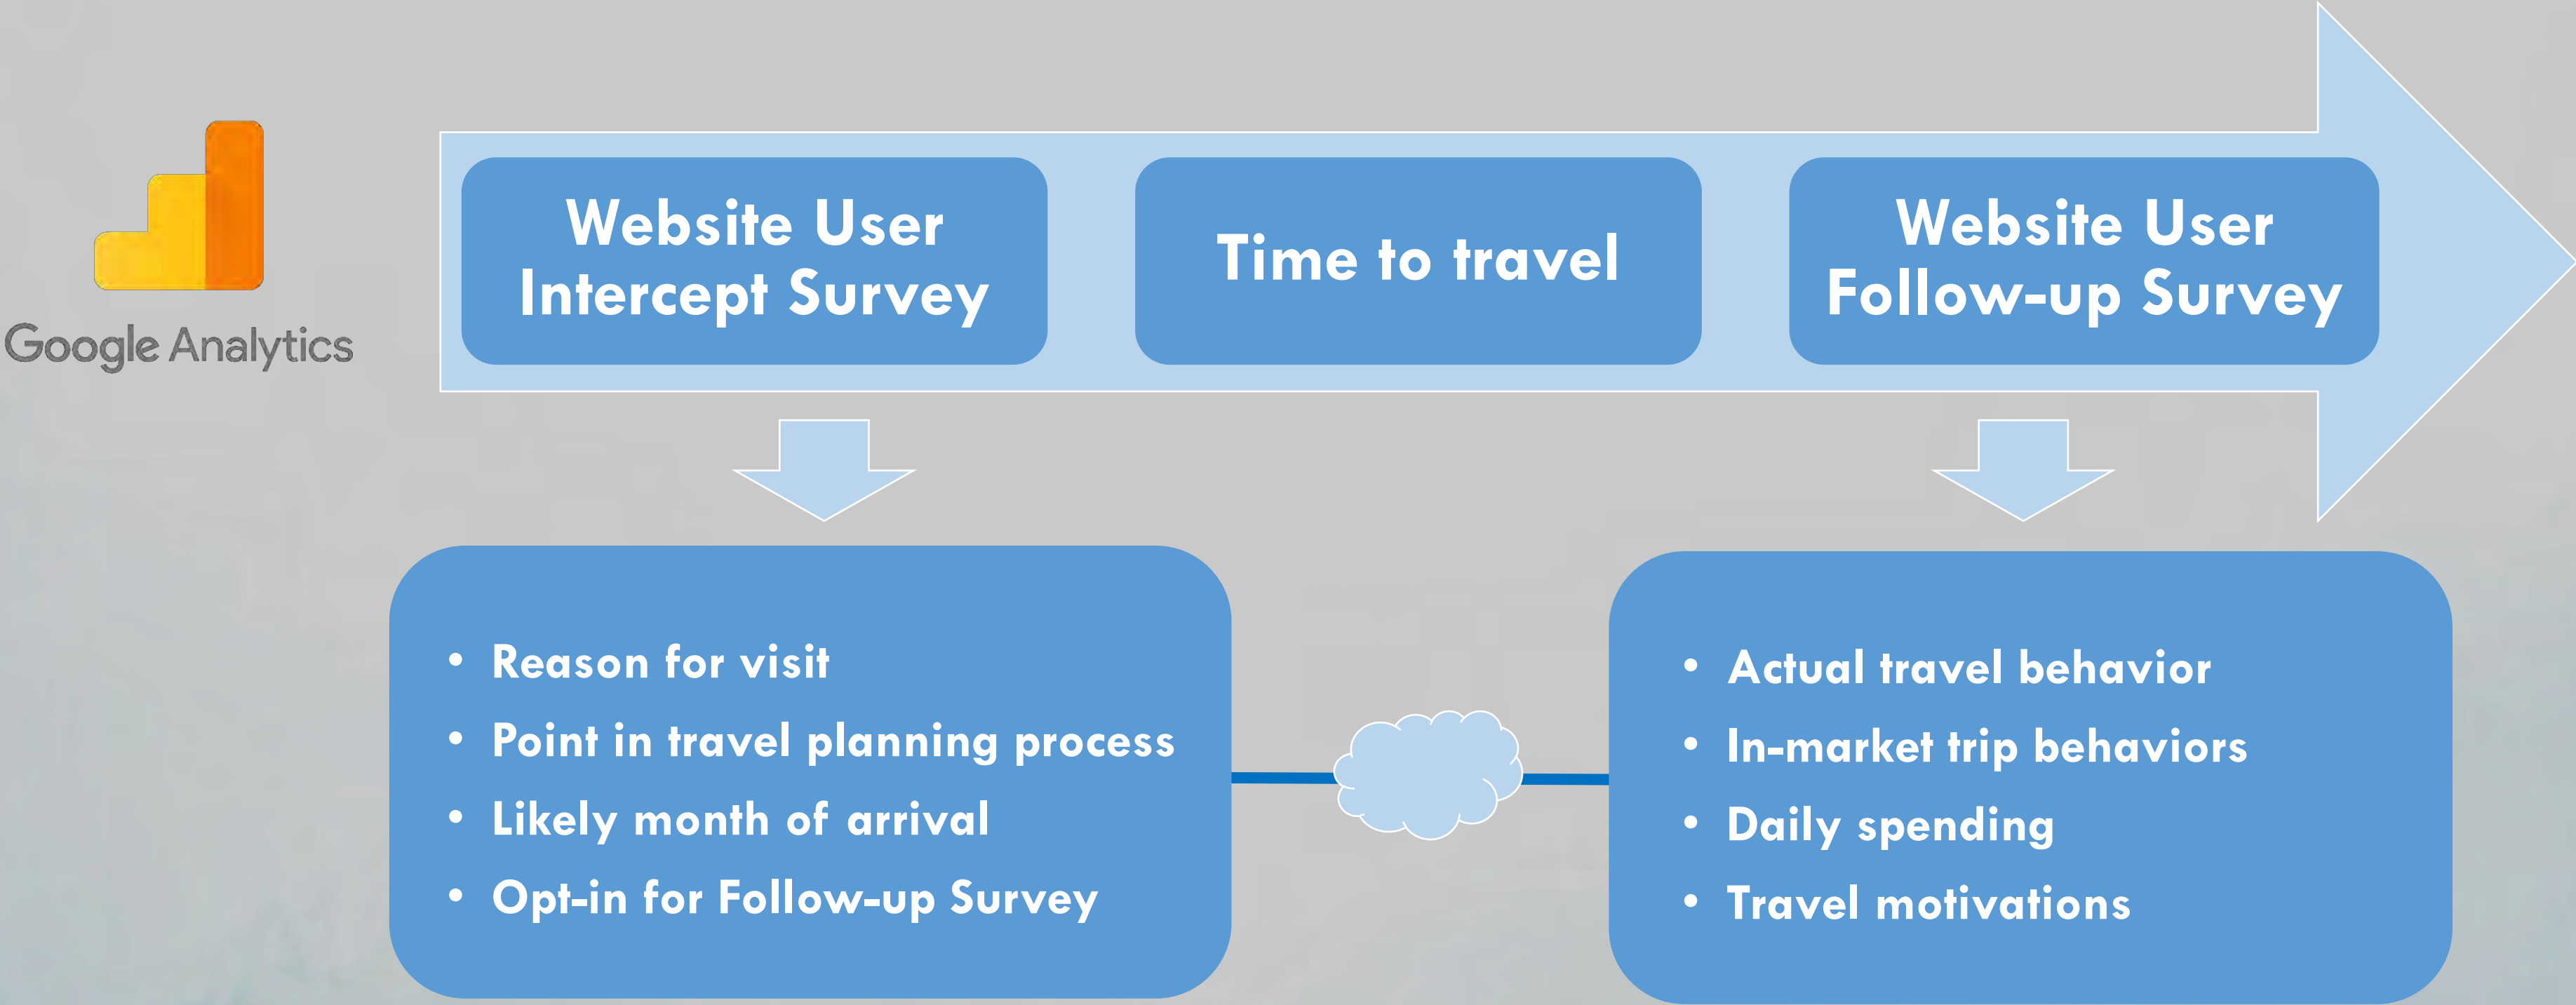 Google Analytics
Website User
Intercept Survey
Time to travel
Website User
Follow-up Survey
• Reason for visit
• Point in travel planning process
• Likely month of arrival
• Opt-in for Follow-up Survey
• Actual travel behavior
• In-market trip behaviors
• Daily spending
• Travel motivations